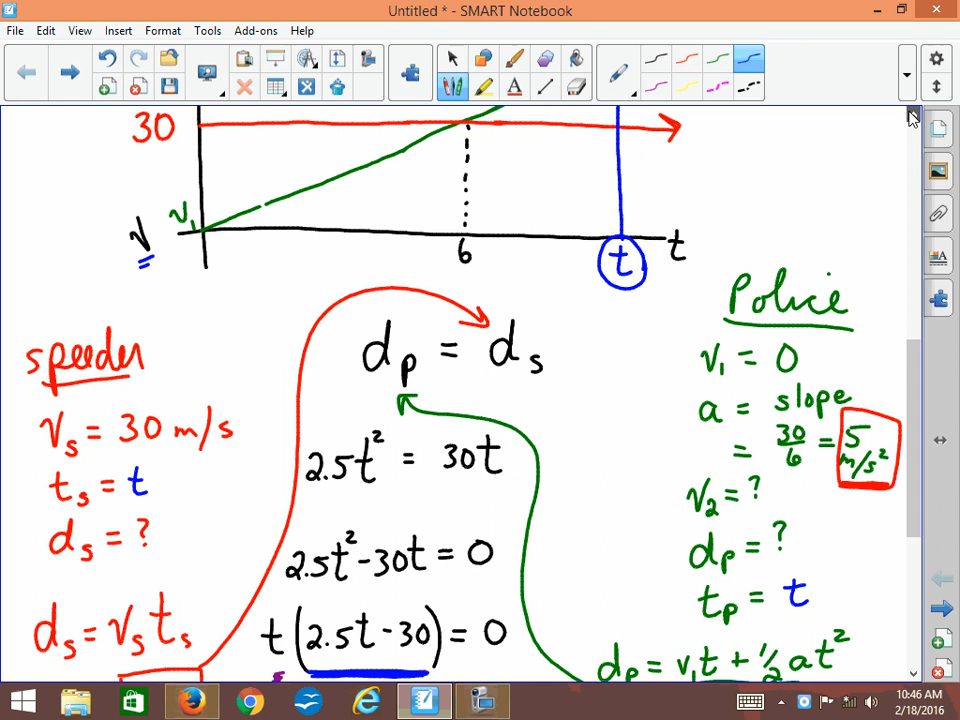 Untitled * - SMART Notebook
File Edit View Insert Format Tools Add-ons Help
30
v₁
v
6
t
t
Police
speeder
dₚ = dₛ
v₁ = 0
a = slope
= 30/6 = 5 m/s²
vₛ = 30 m/s
2.5t² = 30t
tₛ = t
v₂ = ?
dₛ = ?
2.5t² - 30t = 0
dₚ = ?
tₚ = t
dₛ = vₛtₛ
t(2.5t - 30) = 0
dₚ = v₁t + ½at²
10:46 AM
2/18/2016